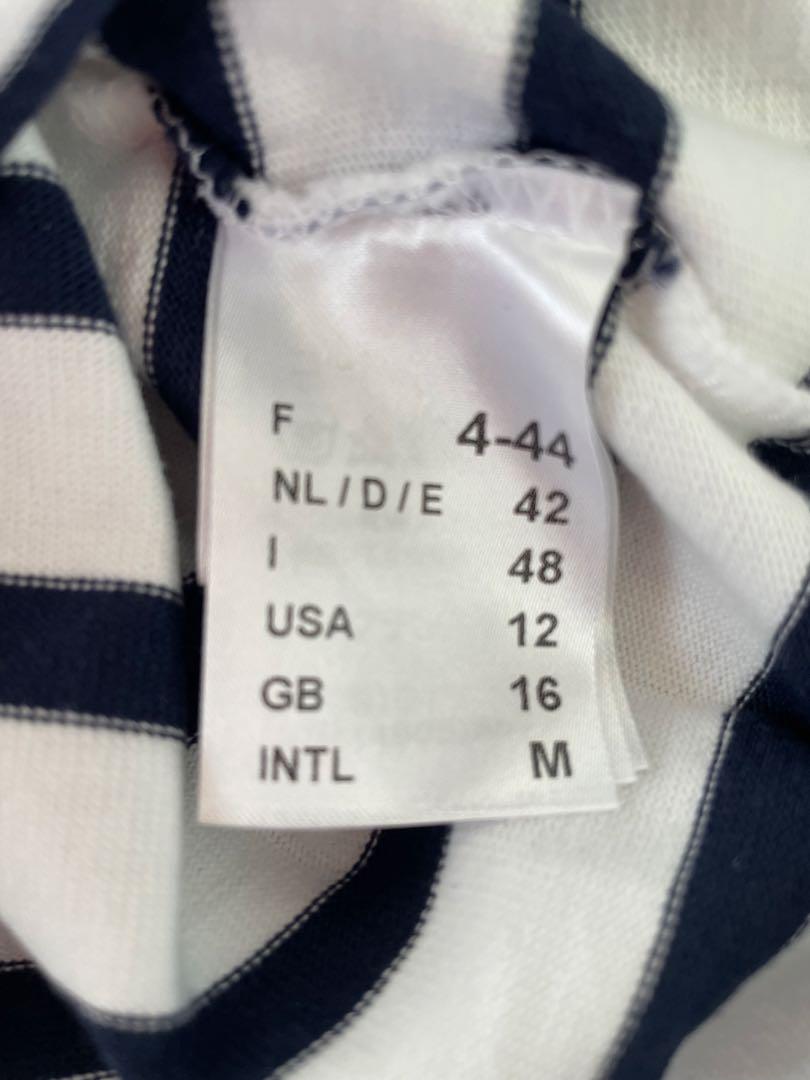 F 4-44
NL / D / E 42
I 48
USA 12
GB 16
INTL M